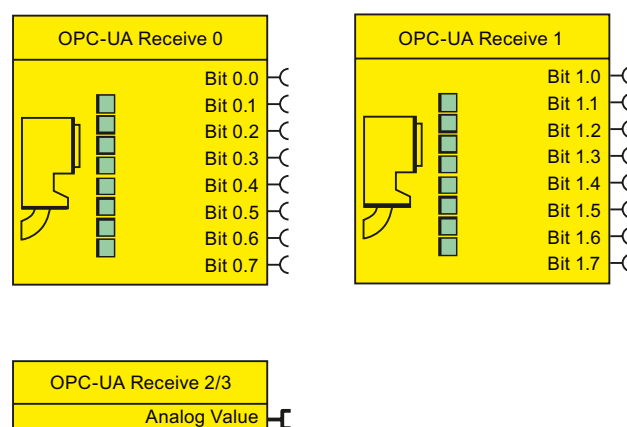 OPC-UA Receive 0
Bit 0.0
Bit 0.1
Bit 0.2
Bit 0.3
Bit 0.4
Bit 0.5
Bit 0.6
Bit 0.7
OPC-UA Receive 1
Bit 1.0
Bit 1.1
Bit 1.2
Bit 1.3
Bit 1.4
Bit 1.5
Bit 1.6
Bit 1.7
OPC-UA Receive 2/3
Analog Value